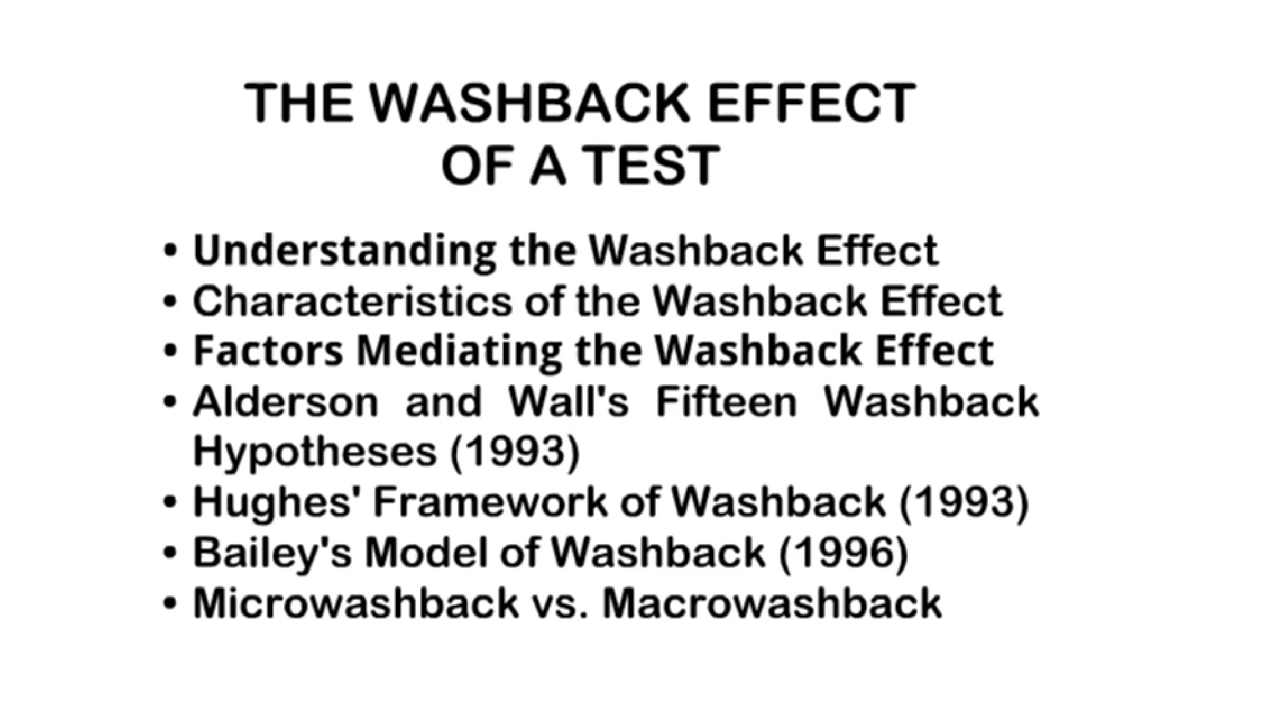 THE WASHBACK EFFECT
OF A TEST
• Understanding the Washback Effect
• Characteristics of the Washback Effect
• Factors Mediating the Washback Effect
• Alderson and Wall's Fifteen Washback
Hypotheses (1993)
• Hughes' Framework of Washback (1993)
• Bailey's Model of Washback (1996)
• Microwashback vs. Macrowashback